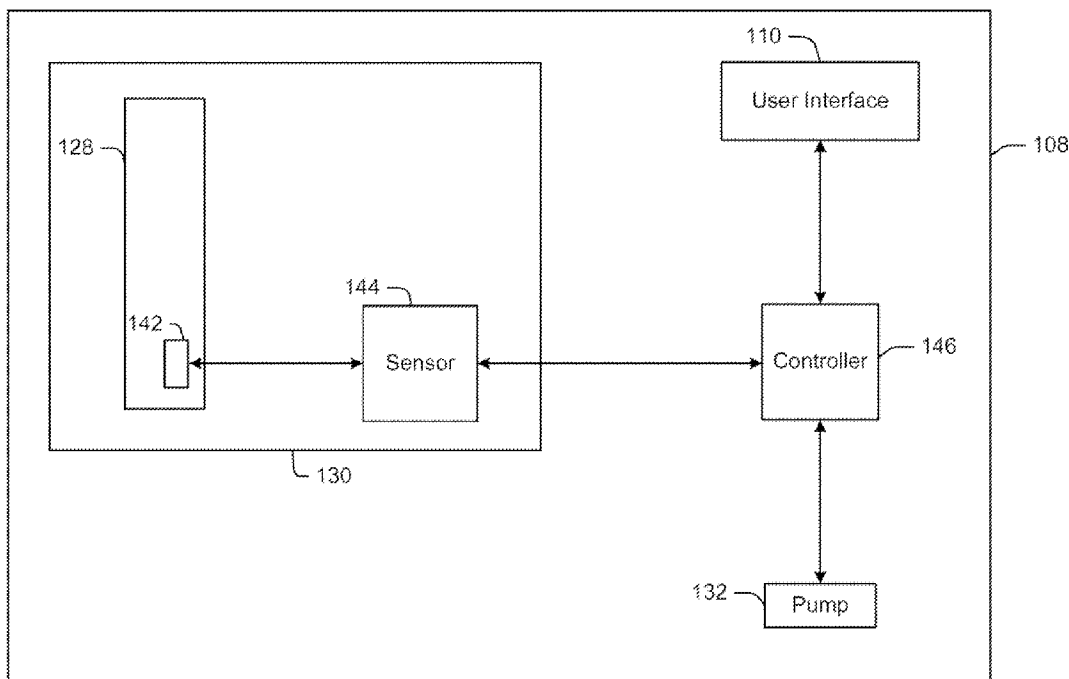 110
User Interface
128
108
144
142
Sensor
Controller
146
130
132
Pump